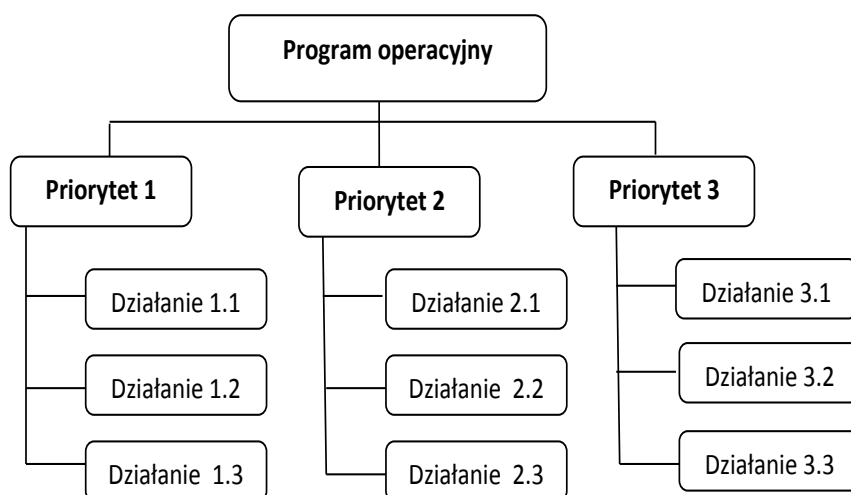 Program operacyjny
Priorytet 1
Priorytet 2
Priorytet 3
Działanie 1.1
Działanie 1.2
Działanie 1.3
Działanie 2.1
Działanie 2.2
Działanie 2.3
Działanie 3.1
Działanie 3.2
Działanie 3.3